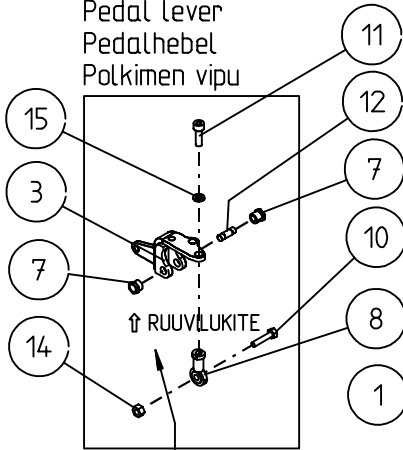 Pedal lever
Pedalhebel
Polkimen vipu
11
12
15
7
3
10
7
⇧ RUUVILUKITE
8
14
1